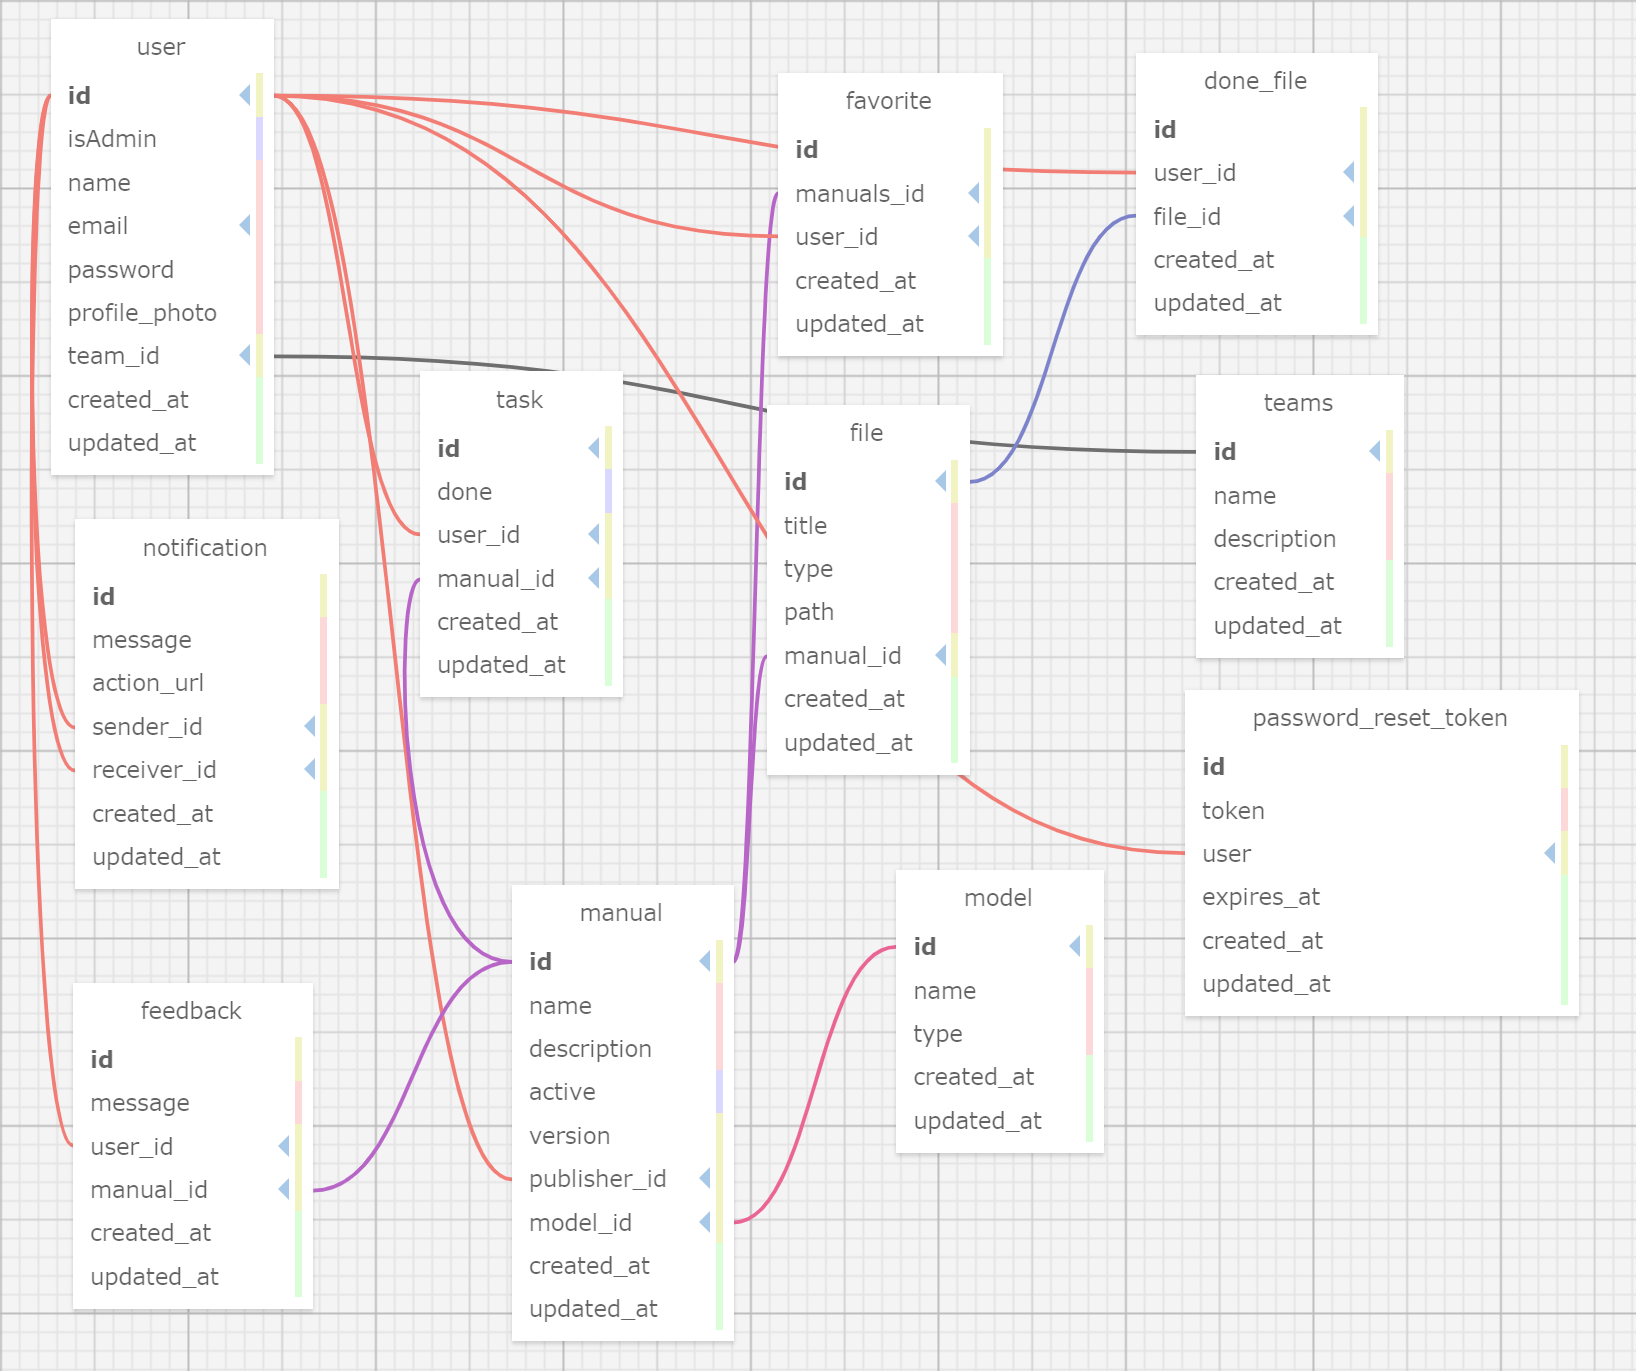 user
id
isAdmin
name
email
password
profile_photo
team_id
created_at
updated_at
favorite
id
manuals_id
user_id
created_at
updated_at
done_file
id
user_id
file_id
created_at
updated_at
task
id
done
user_id
manual_id
created_at
updated_at
file
id
title
type
path
manual_id
created_at
updated_at
teams
id
name
description
created_at
updated_at
notification
id
message
action_url
sender_id
receiver_id
created_at
updated_at
password_reset_token
id
token
user
expires_at
created_at
updated_at
manual
id
name
description
active
version
publisher_id
model_id
created_at
updated_at
model
id
name
type
created_at
updated_at
feedback
id
message
user_id
manual_id
created_at
updated_at